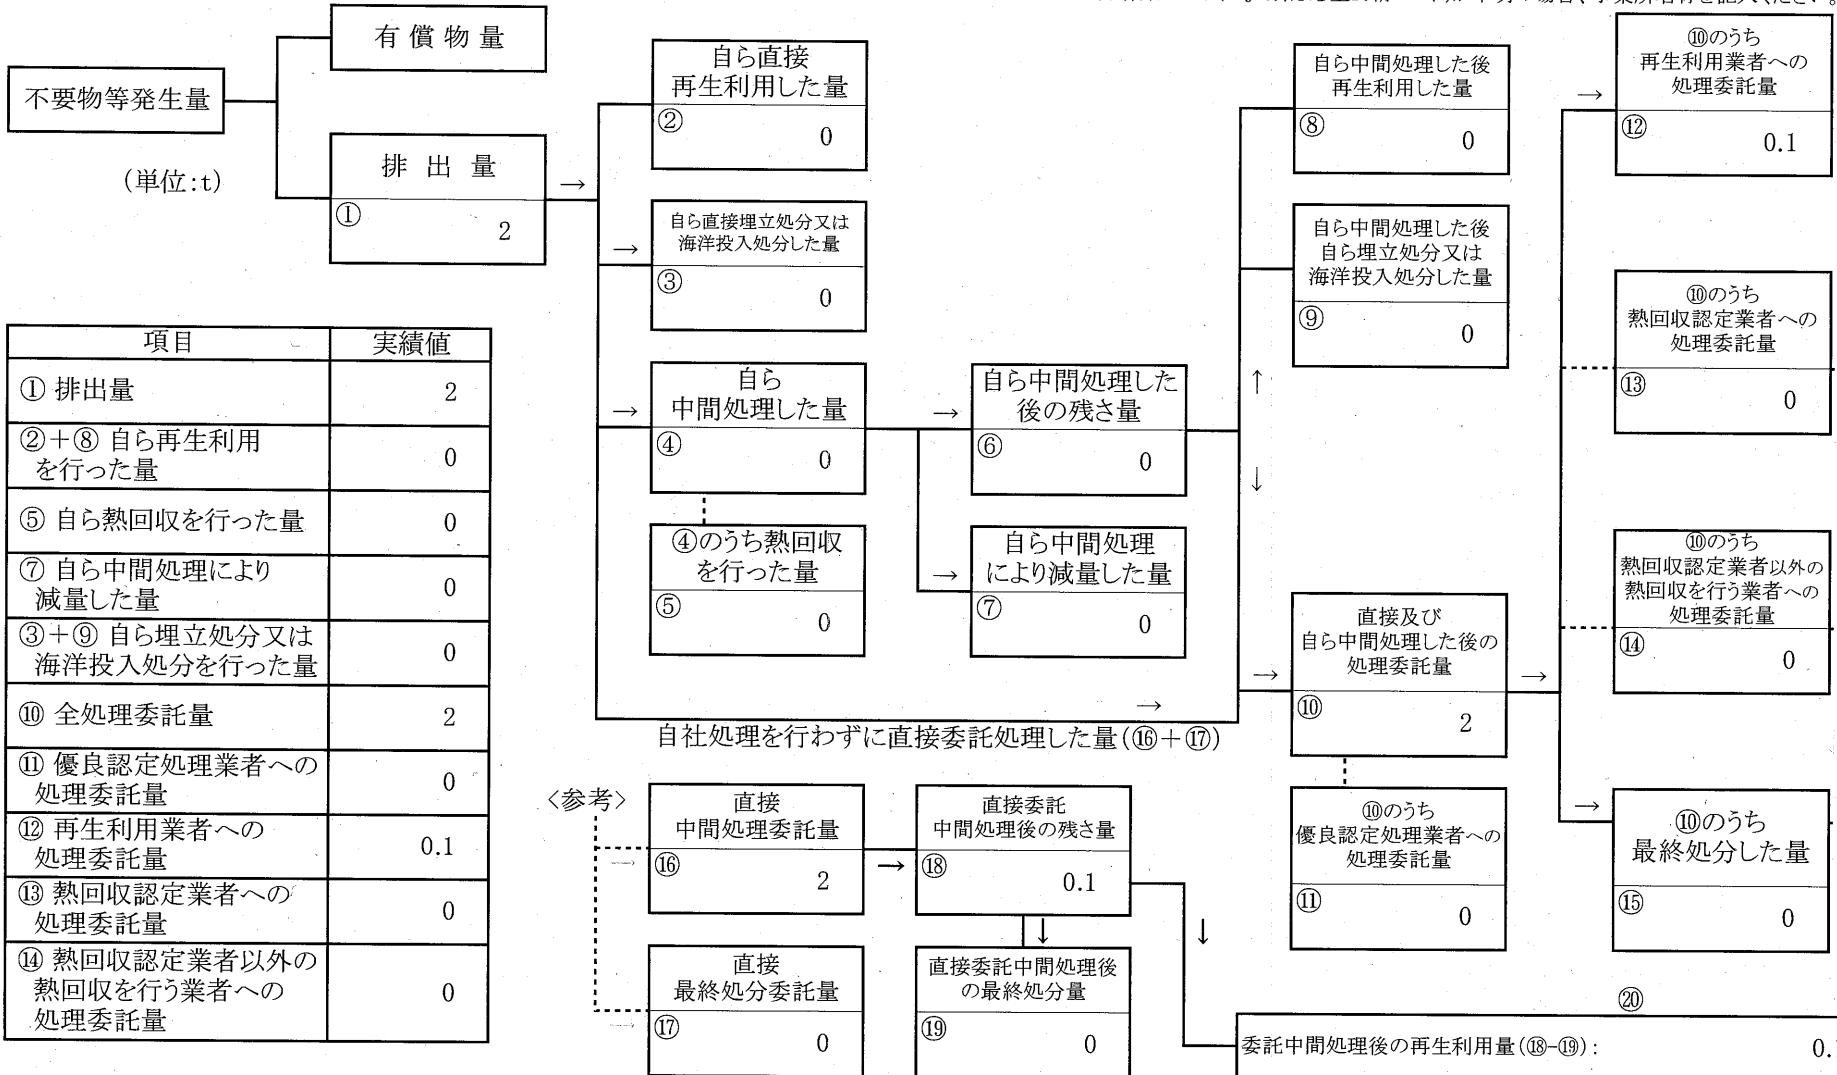 有償物量
不要物等発生量
(単位:t)
排出量
①
2
自ら直接
再生利用した量
②
0
自ら直接埋立処分又は
海洋投入処分した量
③
0
自ら
中間処理した量
④
0
④のうち熱回収
を行った量
⑤
0
自ら中間処理した
後の残さ量
⑥
0
自ら中間処理
により減量した量
⑦
0
自ら中間処理した後
再生利用した量
⑧
0
自ら中間処理した後
自ら埋立処分又は
海洋投入処分した量
⑨
0
直接及び
自ら中間処理した後の
処理委託量
⑩
2
⑩のうち
優良認定処理業者への
処理委託量
⑪
0
⑩のうち
再生利用業者への
処理委託量
⑫
0.1
⑩のうち
熱回収認定業者への
処理委託量
⑬
0
⑩のうち
熱回収認定業者以外の
熱回収を行う業者への
処理委託量
⑭
0
⑩のうち
最終処分した量
⑮
0
自社処理を行わずに直接委託処理した量(⑯+⑰)
〈参考〉
直接
中間処理委託量
⑯
2
直接
最終処分委託量
⑰
0
直接委託
中間処理後の残さ量
⑱
0.1
直接委託中間処理後
の最終処分量
⑲
0
⑳
委託中間処理後の再生利用量(⑱-⑲): 0.
項目 実績値
① 排出量 2
②+⑧ 自ら再生利用
を行った量 0
⑤ 自ら熱回収を行った量 0
⑦ 自ら中間処理により
減量した量 0
③+⑨ 自ら埋立処分又は
海洋投入処分を行った量 0
⑩ 全処理委託量 2
⑪ 優良認定処理業者への
処理委託量 0
⑫ 再生利用業者への
処理委託量 0.1
⑬ 熱回収認定業者への
処理委託量 0
⑭ 熱回収認定業者以外の
熱回収を行う業者への
処理委託量 0